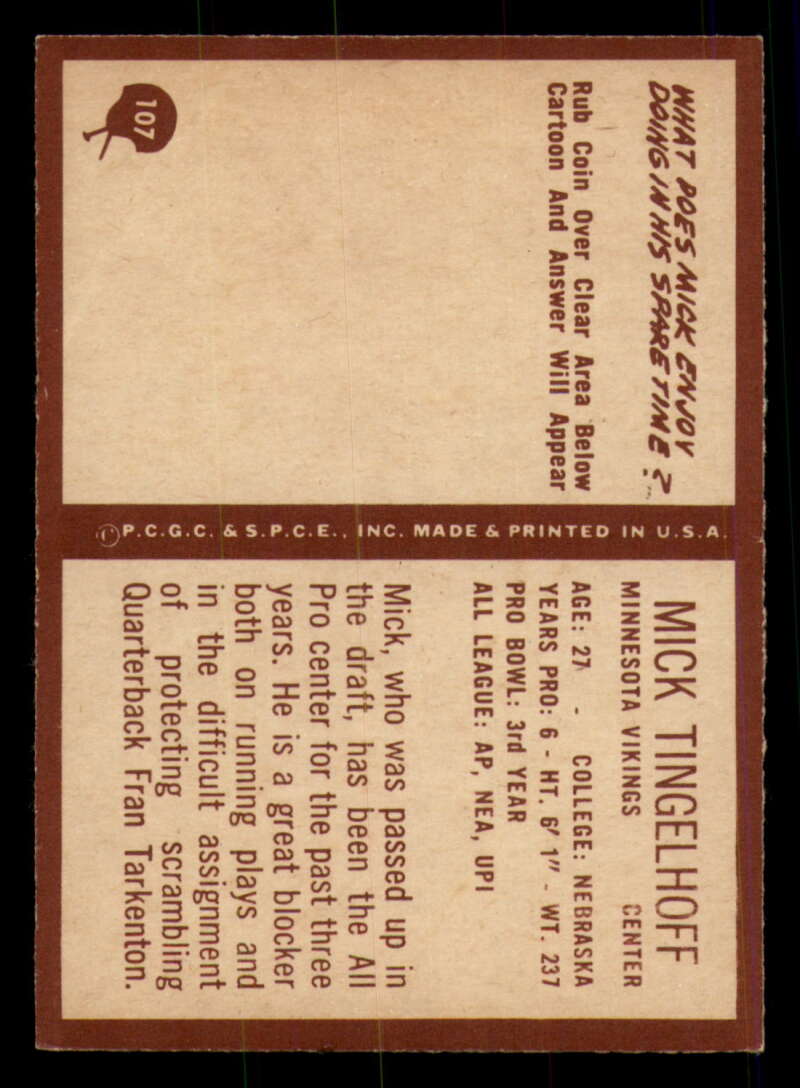 WHAT DOES MICK ENJOY
DOING IN HIS SPARE TIME?
Rub Coin Over Clear Area Below
Cartoon And Answer Will Appear
107
© P.C.G.C. & S.P.C.E., INC. MADE & PRINTED IN U.S.A.
MICK TINGELHOFF
MINNESOTA VIKINGS CENTER
AGE: 27 - COLLEGE: NEBRASKA
YEARS PRO: 6 - HT. 6' 1" - WT. 237
PRO BOWL: 3rd YEAR
ALL LEAGUE: AP, NEA, UPI
Mick, who was passed up in
the draft, has been the All
Pro center for the past three
years. He is a great blocker
both on running plays and
in the difficult assignment
of protecting scrambling
Quarterback Fran Tarkenton.